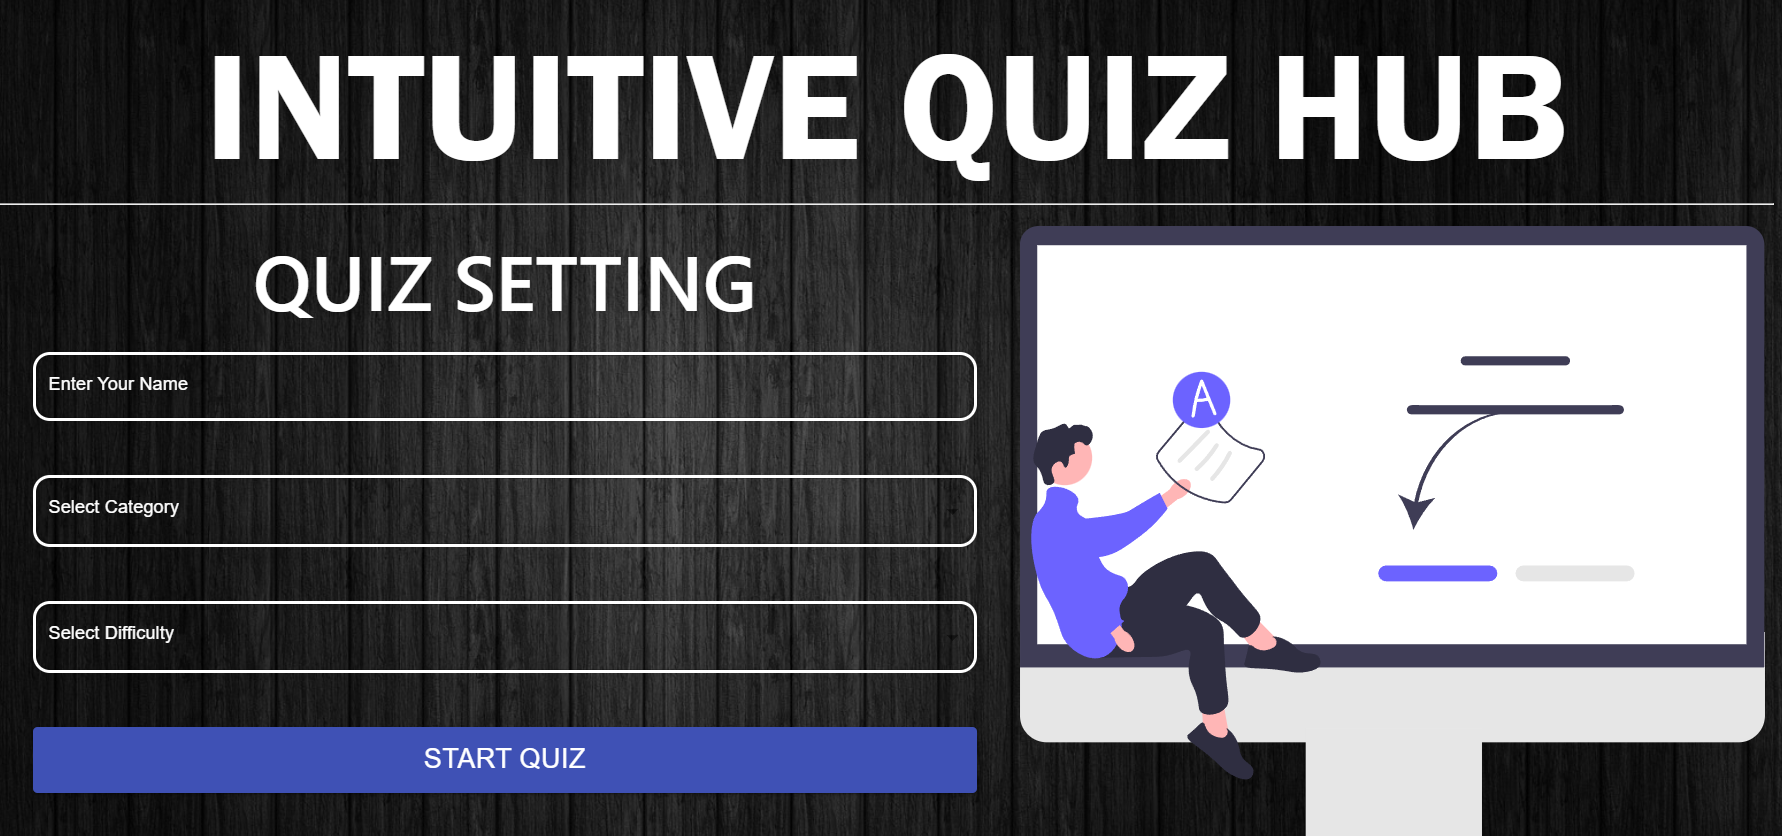 INTUITIVE QUIZ HUB
QUIZ SETTING
Enter Your Name
Select Category
Select Difficulty
START QUIZ
A